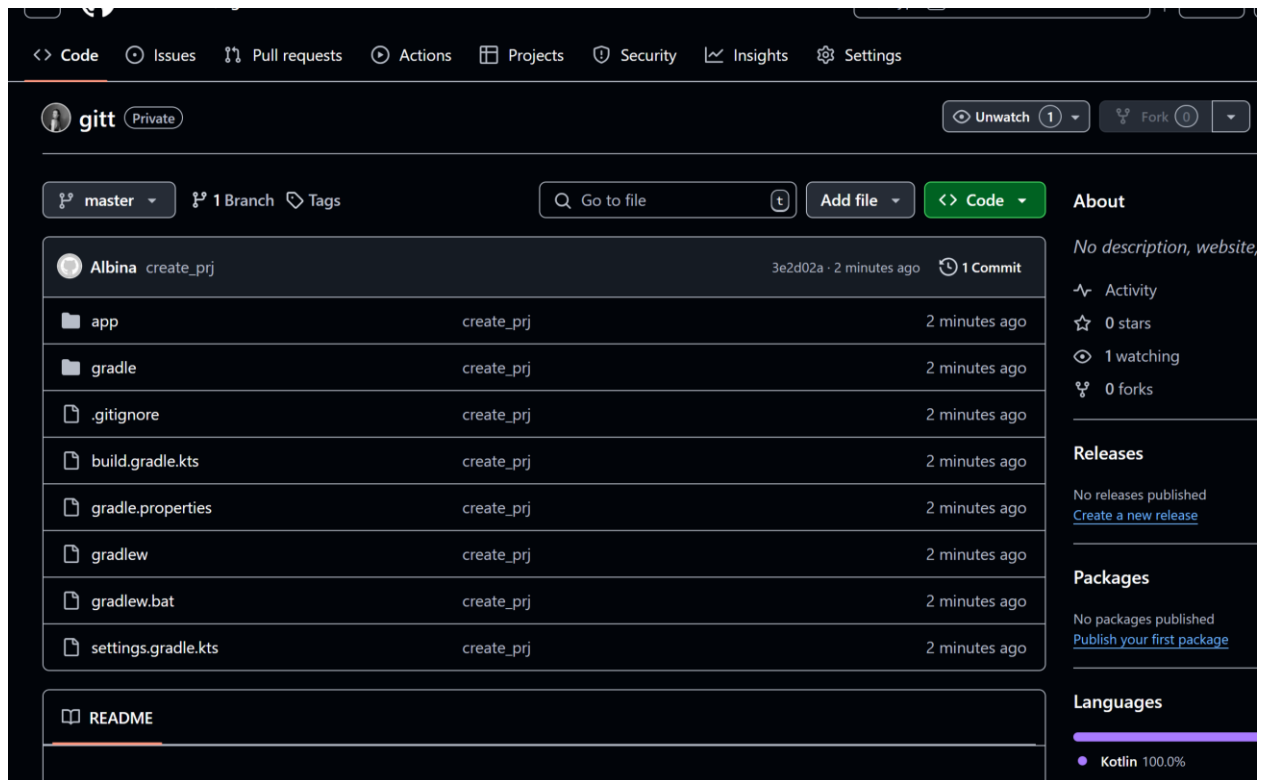 Code Issues Pull requests Actions Projects Security Insights Settings
gitt Private
Unwatch 1
Fork 0
master
1 Branch
Tags
Go to file
t
Add file
Code
Albina create_prj 3e2d02a · 2 minutes ago 1 Commit
app create_prj 2 minutes ago
gradle create_prj 2 minutes ago
.gitignore create_prj 2 minutes ago
build.gradle.kts create_prj 2 minutes ago
gradle.properties create_prj 2 minutes ago
gradlew create_prj 2 minutes ago
gradlew.bat create_prj 2 minutes ago
settings.gradle.kts create_prj 2 minutes ago
README
About
No description, website,
Activity
0 stars
1 watching
0 forks
Releases
No releases published
Create a new release
Packages
No packages published
Publish your first package
Languages
Kotlin 100.0%